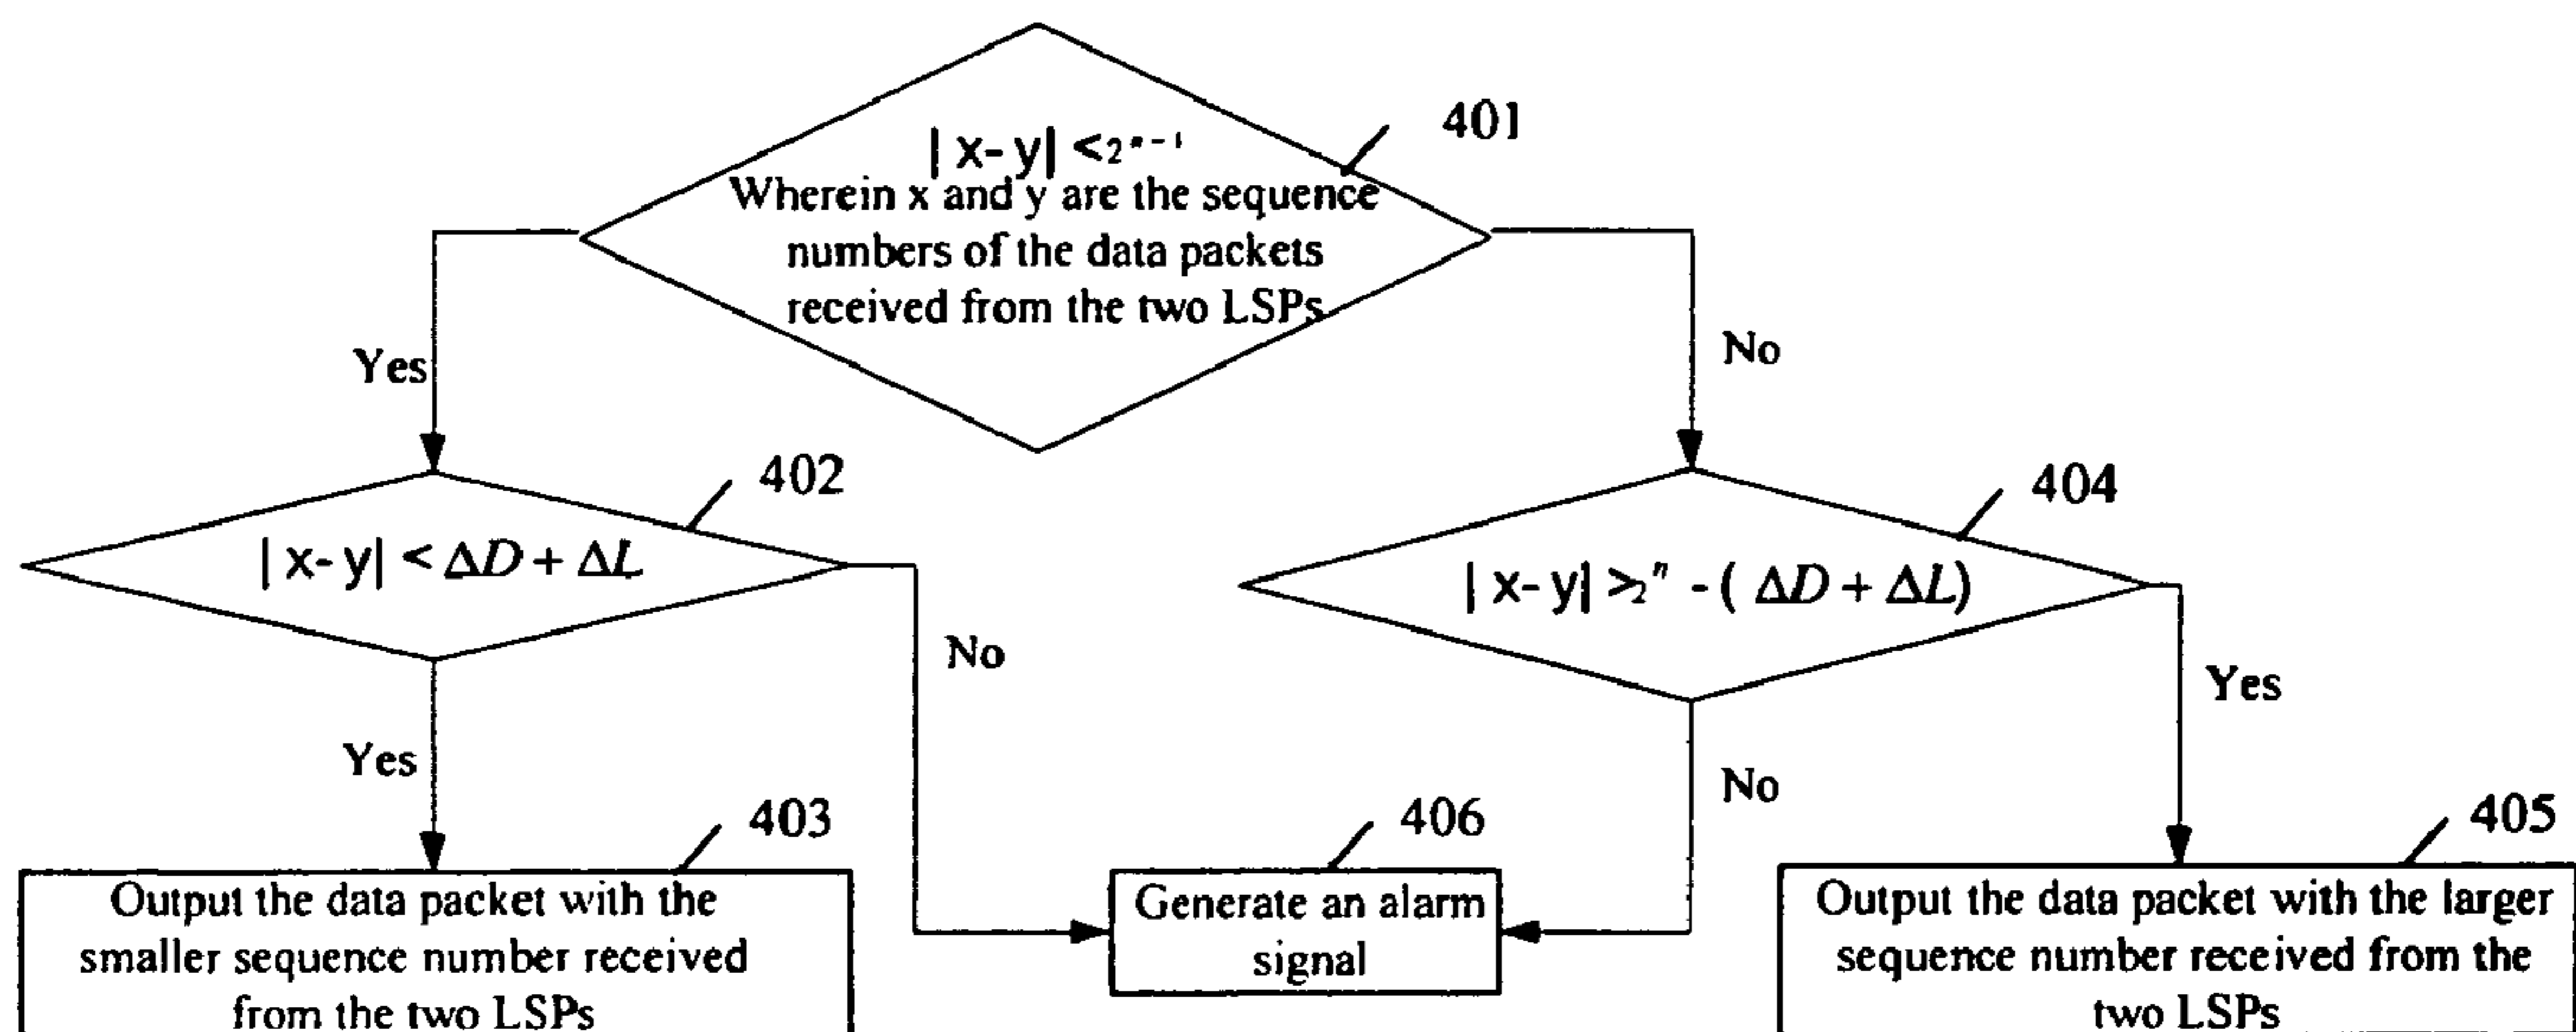 | x- y| < 2ⁿ⁻¹
401
Wherein x and y are the sequence
numbers of the data packets
received from the two LSPs
Yes
No
402
| x- y| < ΔD + ΔL
404
| x- y| > 2ⁿ - ( ΔD + ΔL)
No
Yes
Yes
No
403
Output the data packet with the
smaller sequence number received
from the two LSPs
406
Generate an alarm
signal
405
Output the data packet with the larger
sequence number received from the
two LSPs